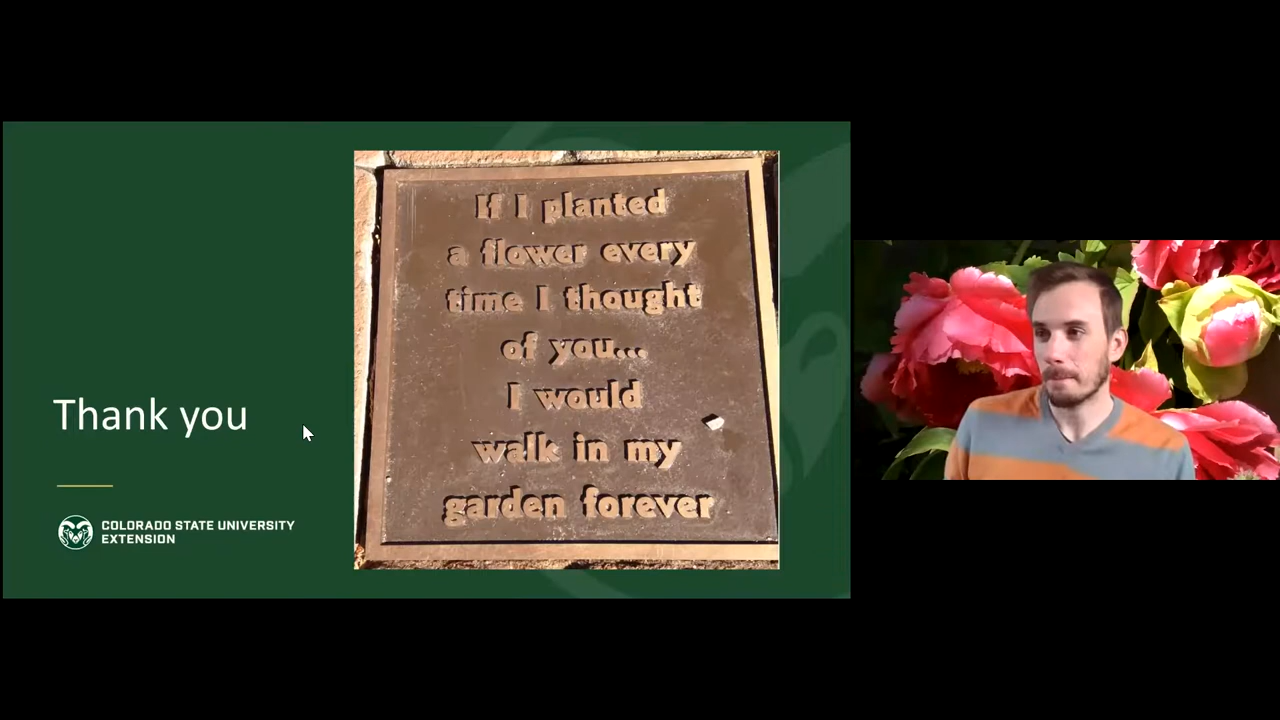 Thank you
COLORADO STATE UNIVERSITY
EXTENSION
If I planted
a flower every
time I thought
of you...
I would
walk in my
garden forever